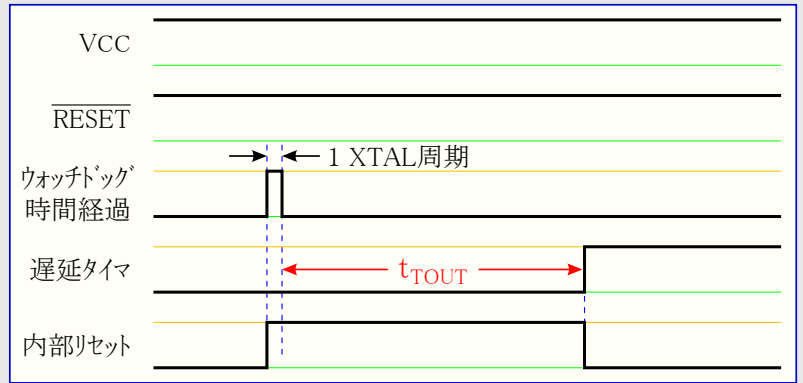 VCC
RESET
1 XTAL周期
ウォッチドッグ
時間経過
遅延タイマ
tTOUT
内部リセット